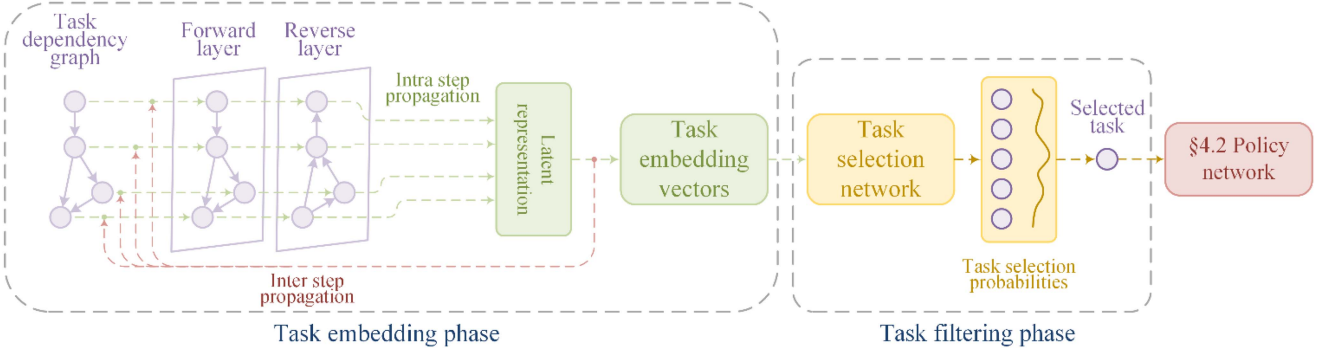 Task
dependency
graph
Forward
layer
Reverse
layer
Intra step
propagation
Latent
representation
Task
embedding
vectors
Inter step
propagation
Task embedding phase
Task
selection
network
Task selection
probabilities
Selected
task
Task filtering phase
§4.2 Policy
network